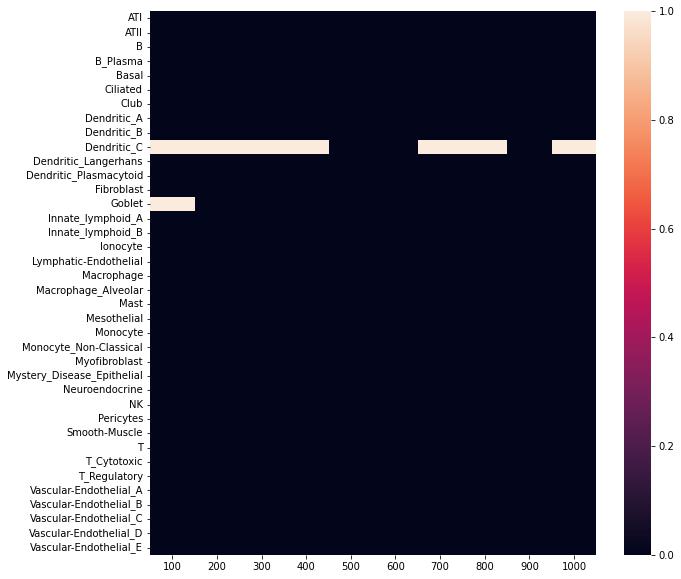 ATI
ATII
B
B_Plasma
Basal
Ciliated
Club
Dendritic_A
Dendritic_B
Dendritic_C
Dendritic_Langerhans
Dendritic_Plasmacytoid
Fibroblast
Goblet
Innate_lymphoid_A
Innate_lymphoid_B
Ionocyte
Lymphatic-Endothelial
Macrophage
Macrophage_Alveolar
Mast
Mesothelial
Monocyte
Monocyte_Non-Classical
Myofibroblast
Mystery_Disease_Epithelial
Neuroendocrine
NK
Pericytes
Smooth-Muscle
T
T_Cytotoxic
T_Regulatory
Vascular-Endothelial_A
Vascular-Endothelial_B
Vascular-Endothelial_C
Vascular-Endothelial_D
Vascular-Endothelial_E
100 200 300 400 500 600 700 800 900 1000
1.0
0.8
0.6
0.4
0.2
0.0